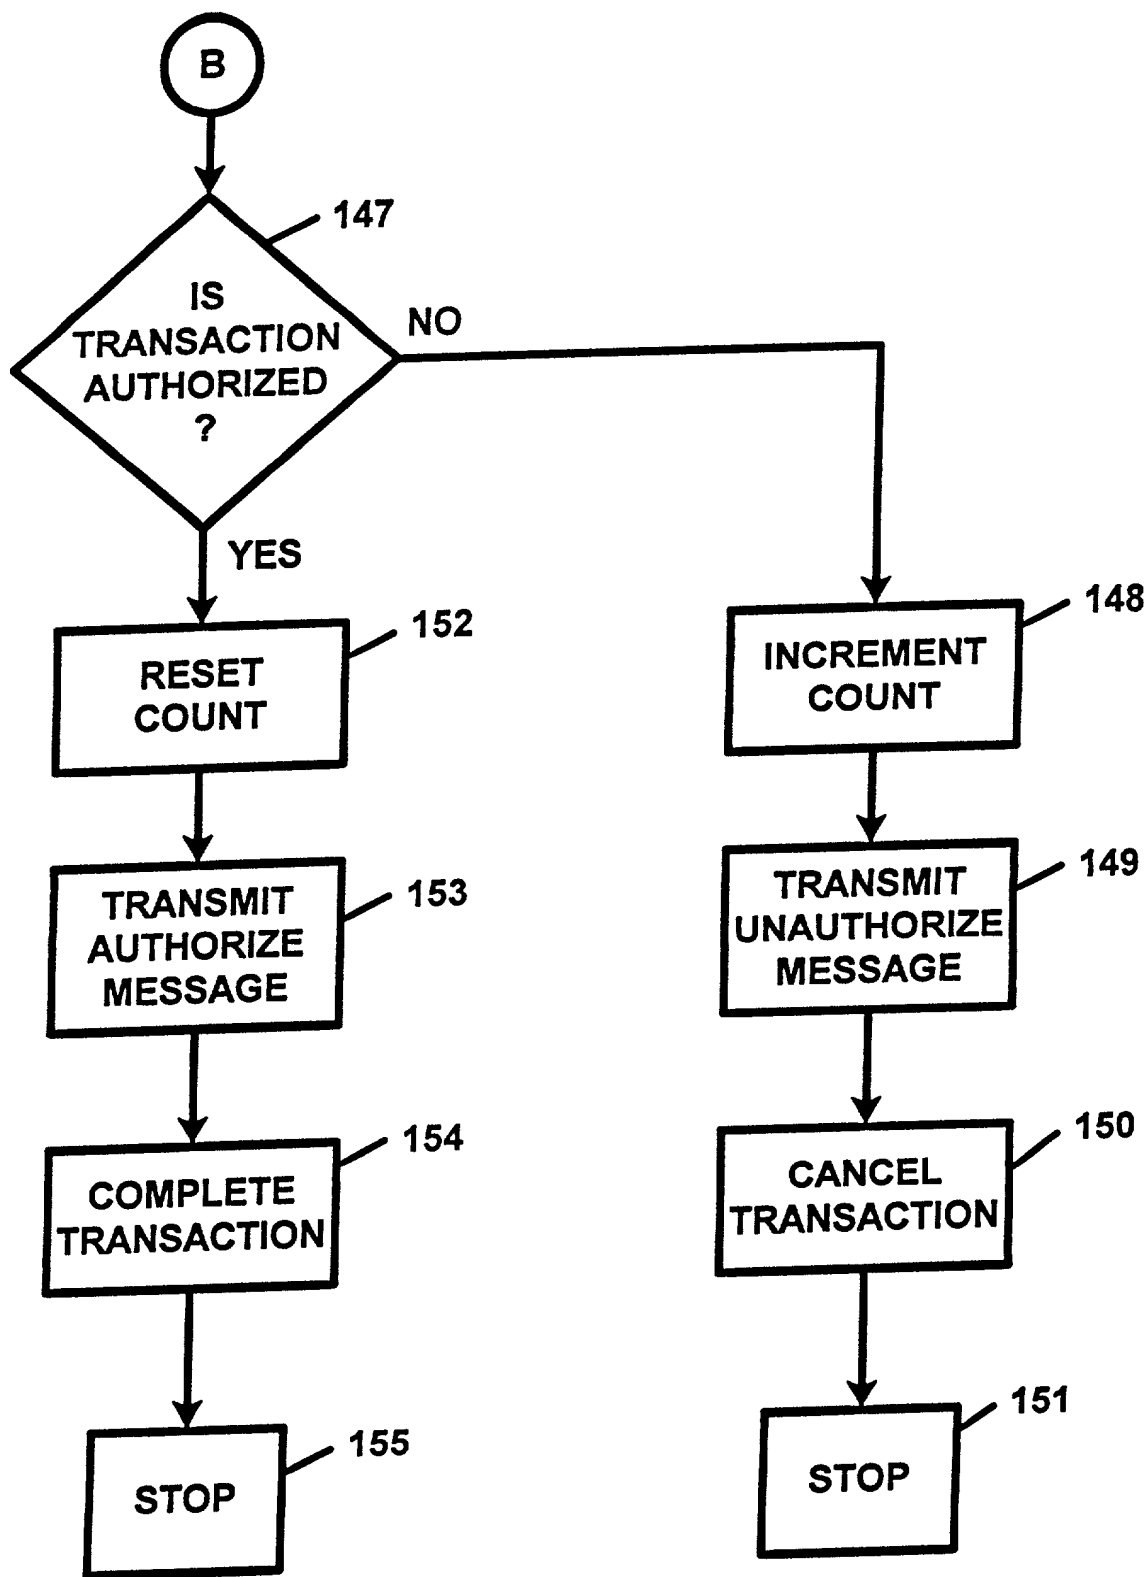 B
147
IS
TRANSACTION
AUTHORIZED
?
NO
YES
152
RESET
COUNT
148
INCREMENT
COUNT
153
TRANSMIT
AUTHORIZE
MESSAGE
149
TRANSMIT
UNAUTHORIZE
MESSAGE
154
COMPLETE
TRANSACTION
150
CANCEL
TRANSACTION
155
STOP
151
STOP